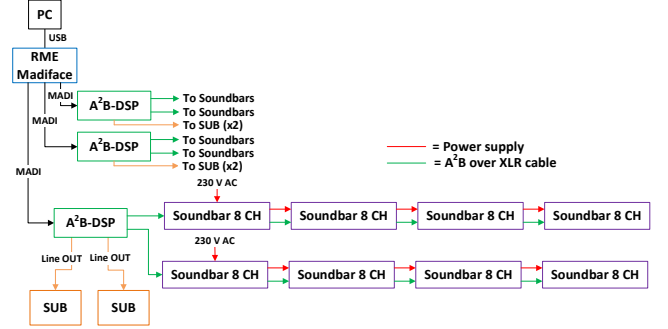 PC
USB
RME
Madiface
MADI
MADI
MADI
A²B-DSP
To Soundbars
To Soundbars
To SUB (x2)
A²B-DSP
To Soundbars
To Soundbars
To SUB (x2)
= Power supply
= A²B over XLR cable
230 V AC
A²B-DSP
Soundbar 8 CH
Soundbar 8 CH
Soundbar 8 CH
Soundbar 8 CH
230 V AC
Line OUT
Line OUT
Soundbar 8 CH
Soundbar 8 CH
Soundbar 8 CH
Soundbar 8 CH
SUB
SUB